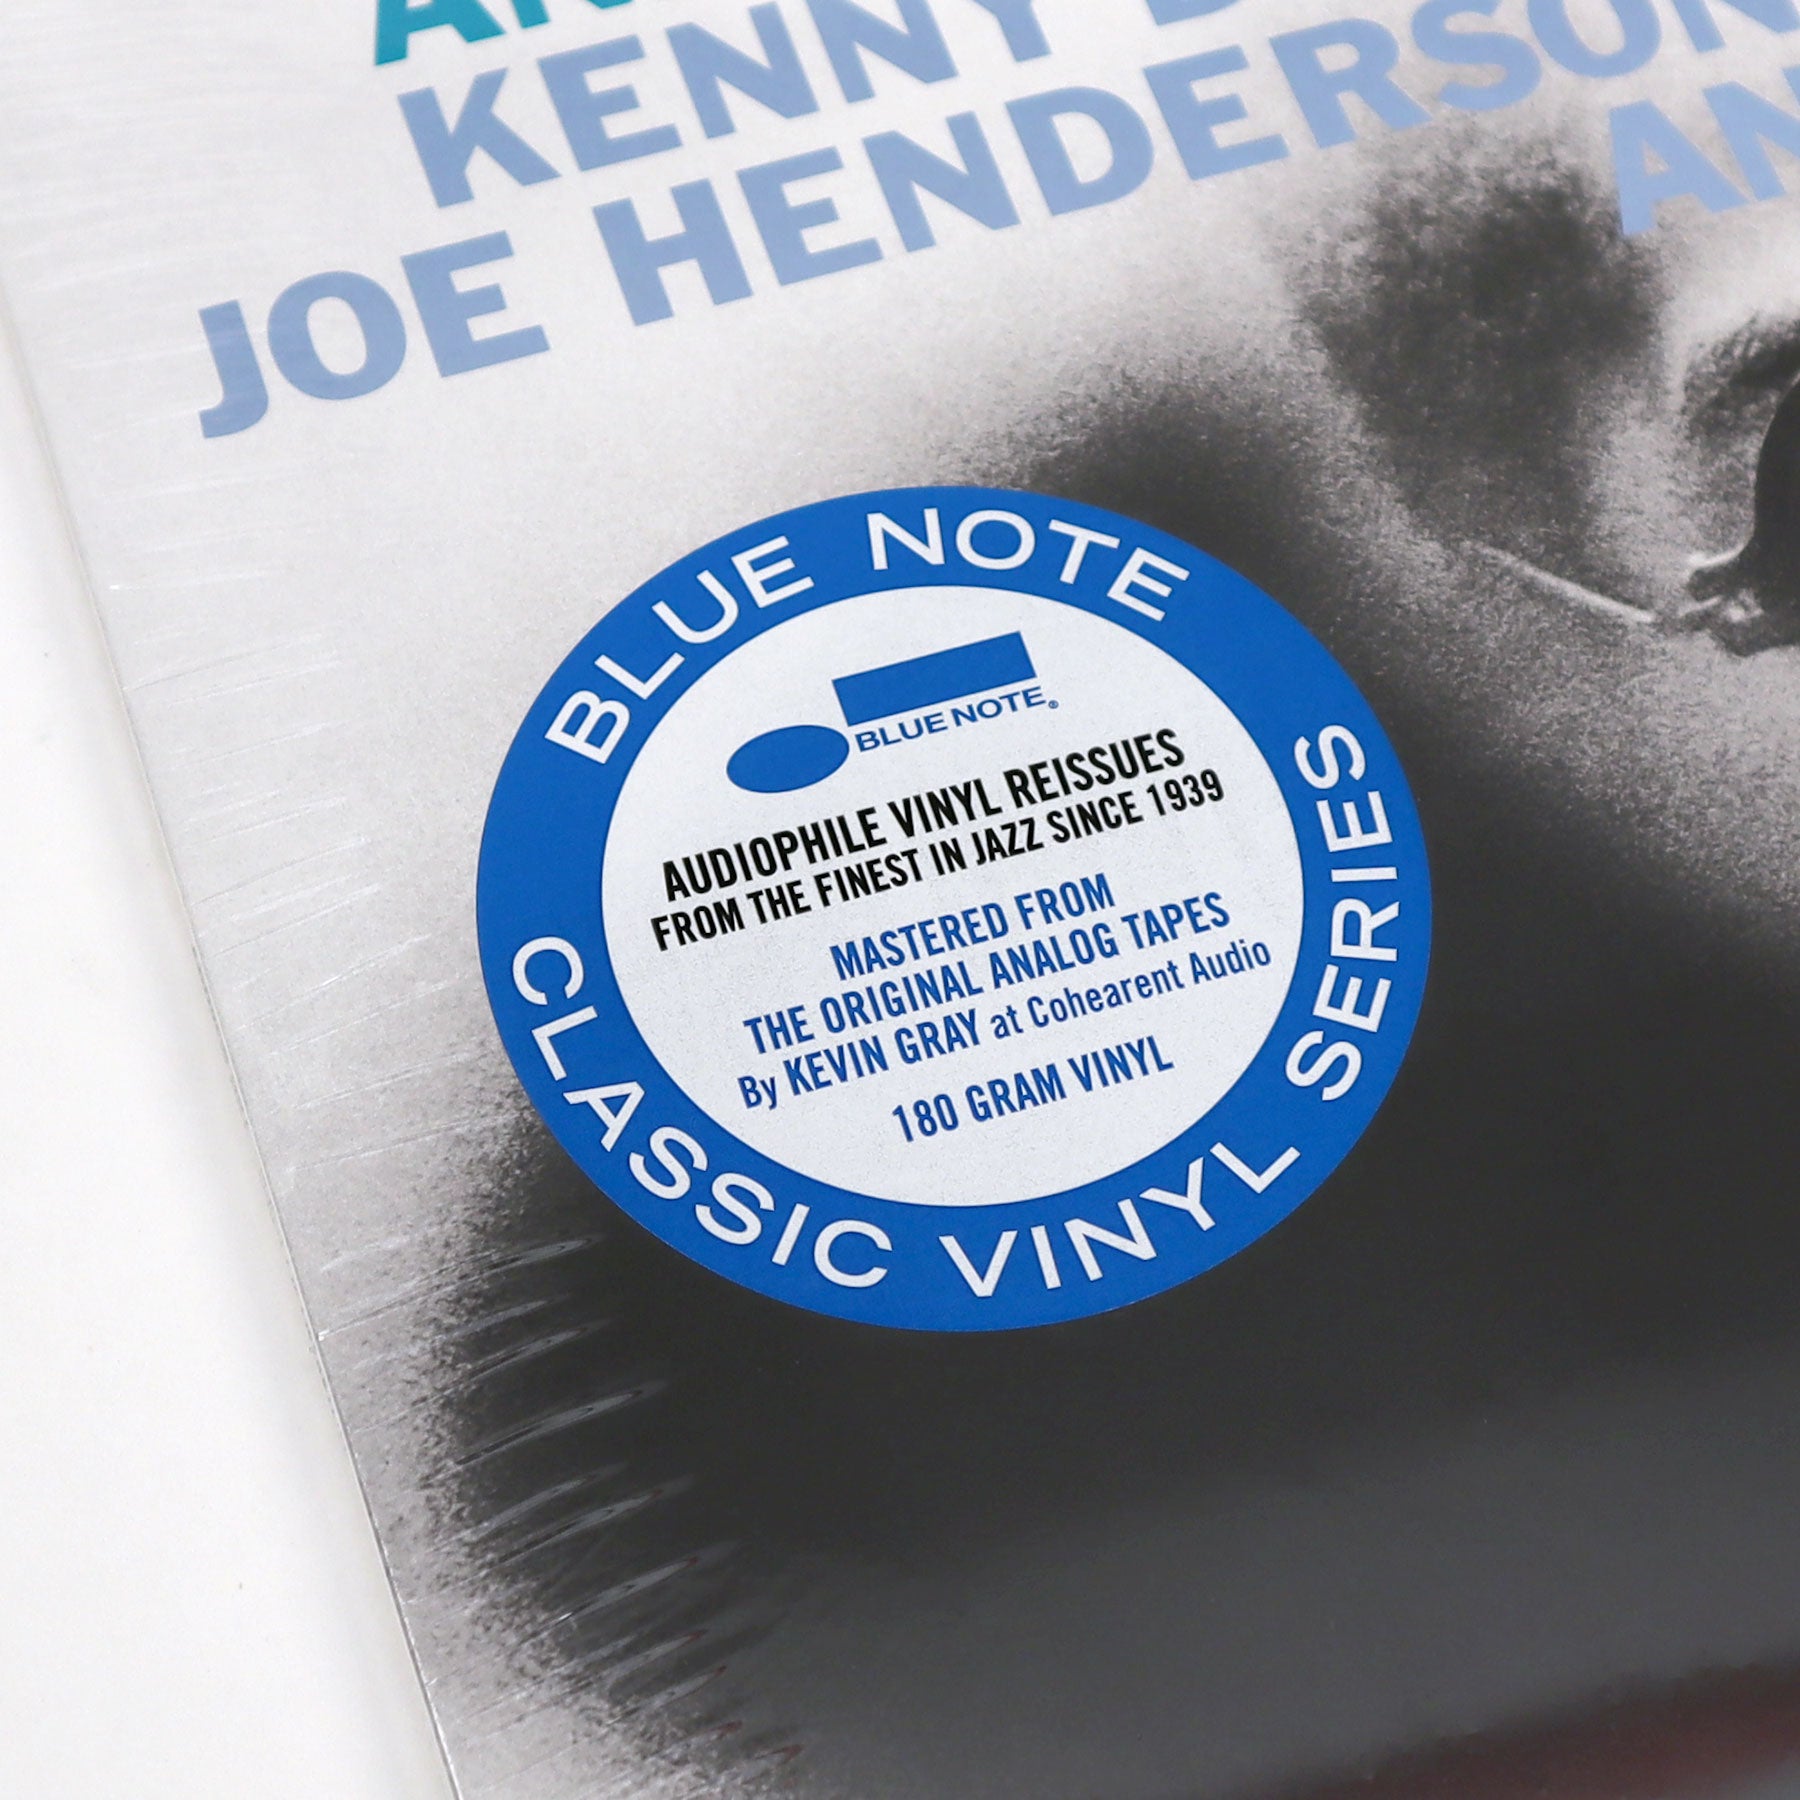 KENNY
JOE HENDERSON
BLUE NOTE
BLUE NOTE®
AUDIOPHILE VINYL REISSUES
FROM THE FINEST IN JAZZ SINCE 1939
MASTERED FROM
THE ORIGINAL ANALOG TAPES
By KEVIN GRAY at Cohearent Audio
180 GRAM VINYL
CLASSIC VINYL SERIES